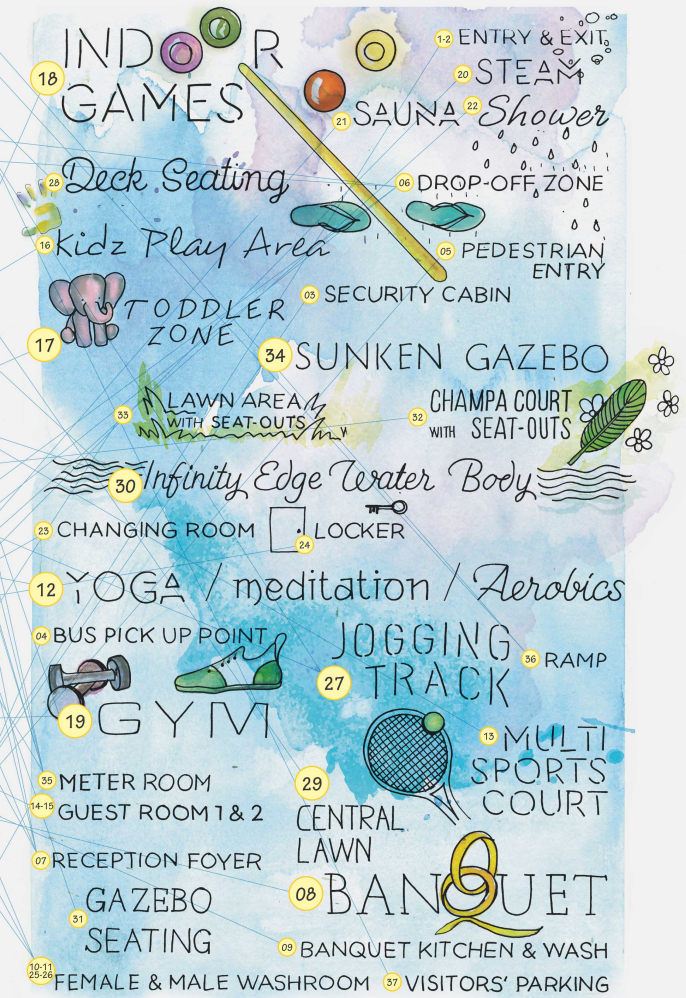 18 INDOOR
GAMES
1-2 ENTRY & EXIT
20 STEAM
21 SAUNA
22 Shower
28 Deck Seating
06 DROP-OFF ZONE
16 Kidz Play Area
05 PEDESTRIAN
ENTRY
03 SECURITY CABIN
17 TODDLER
ZONE
34 SUNKEN GAZEBO
33 LAWN AREA
WITH SEAT-OUTS
32 CHAMPA COURT
WITH SEAT-OUTS
30 Infinity Edge Water Body
23 CHANGING ROOM
24 LOCKER
12 YOGA / meditation / Aerobics
04 BUS PICK UP POINT
27 JOGGING
TRACK
36 RAMP
19 GYM
13 MULTI
SPORTS
COURT
35 METER ROOM
14-15 GUEST ROOM 1 & 2
29
CENTRAL
LAWN
07 RECEPTION FOYER
08 BANQUET
31 GAZEBO
SEATING
09 BANQUET KITCHEN & WASH
10-11
25-26 FEMALE & MALE WASHROOM
37 VISITORS' PARKING